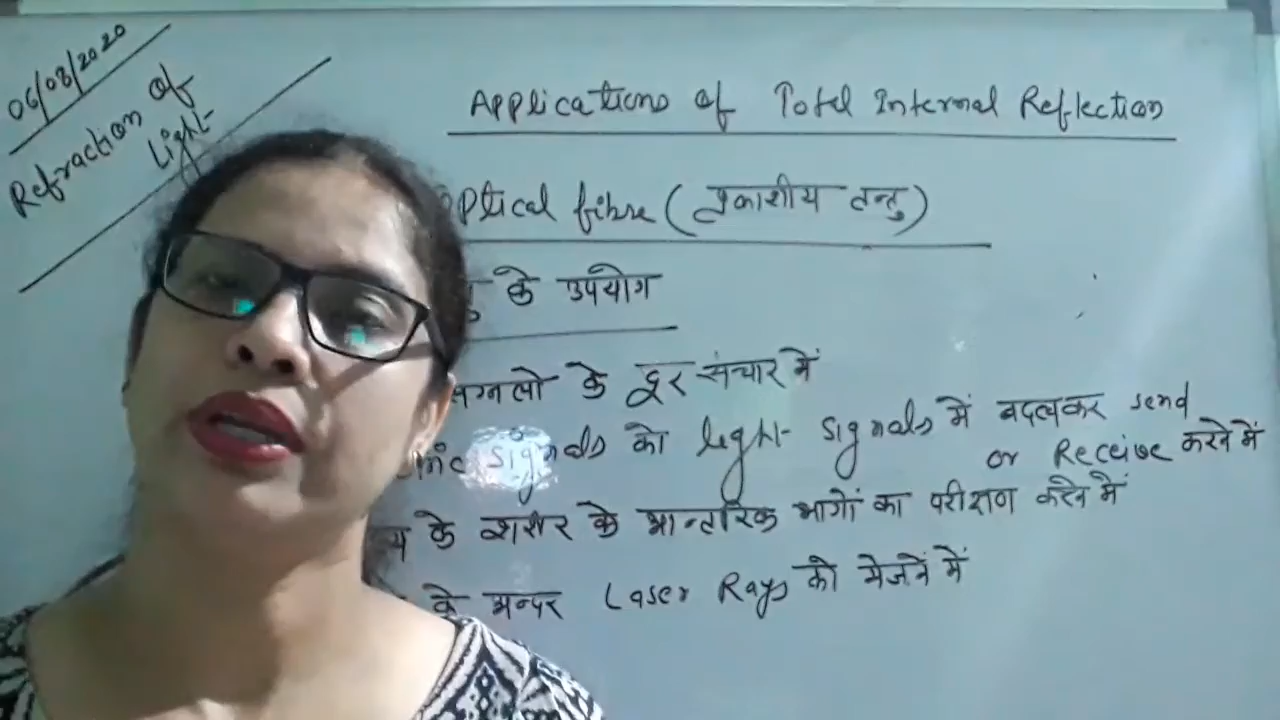 06/08/2020
Refraction of
Light
Applications of Total Internal Reflection
Optical fibre (प्रकाशीय तन्तु)
के उपयोग
के दूर संचार में
signals को light signals में बदलकर send
or Receive करने में
के शरीर के आन्तरिक भागों का परीक्षण करने में
के अन्दर Laser Rays को भेजनें में